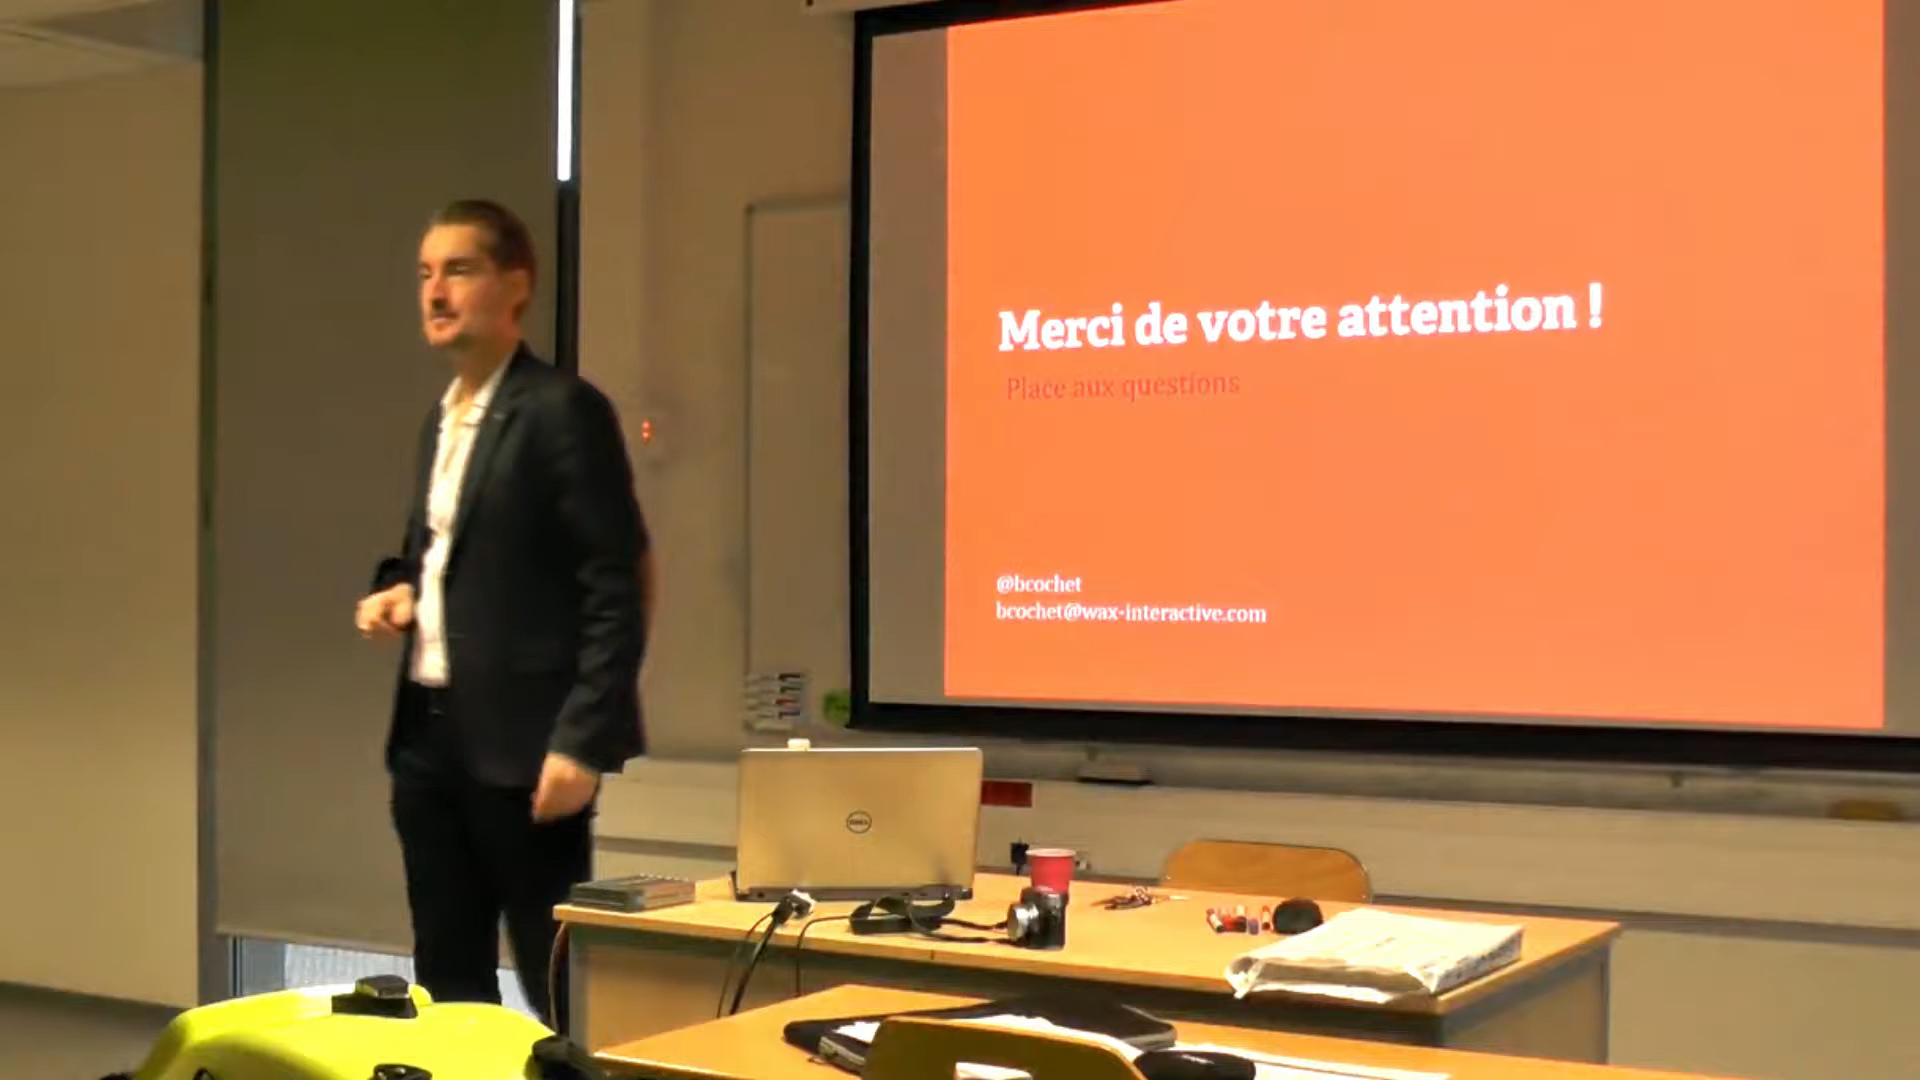 Merci de votre attention !
Place aux questions
@bcochet
bcochet@wax-interactive.com
DELL